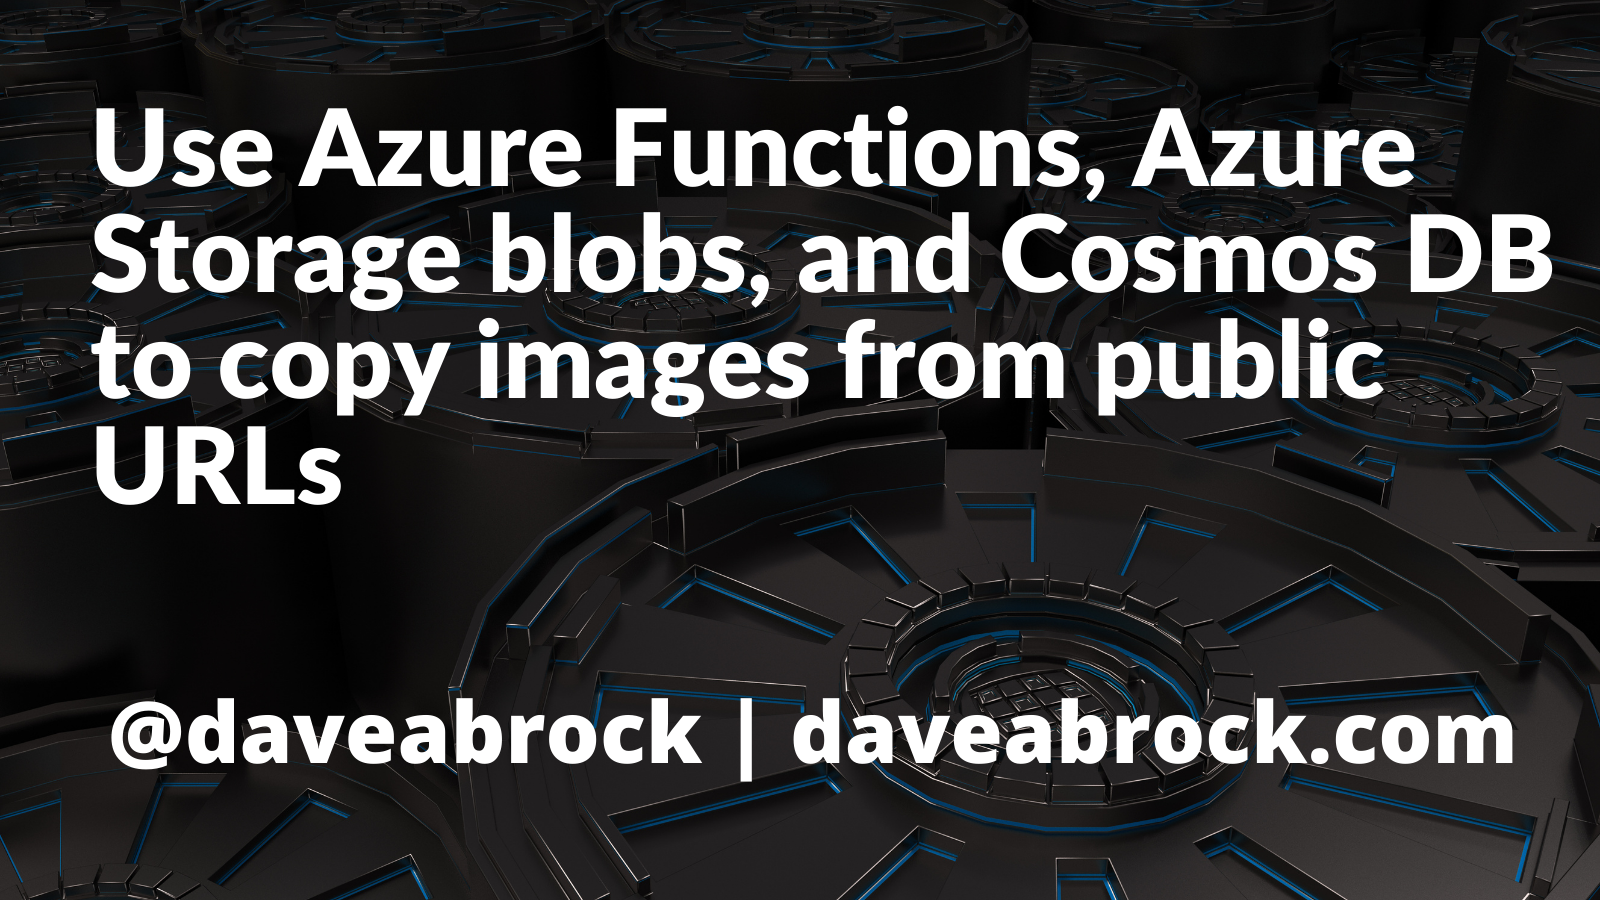 Use Azure Functions, Azure
Storage blobs, and Cosmos DB
to copy images from public
URLs
@daveabrock | daveabrock.com